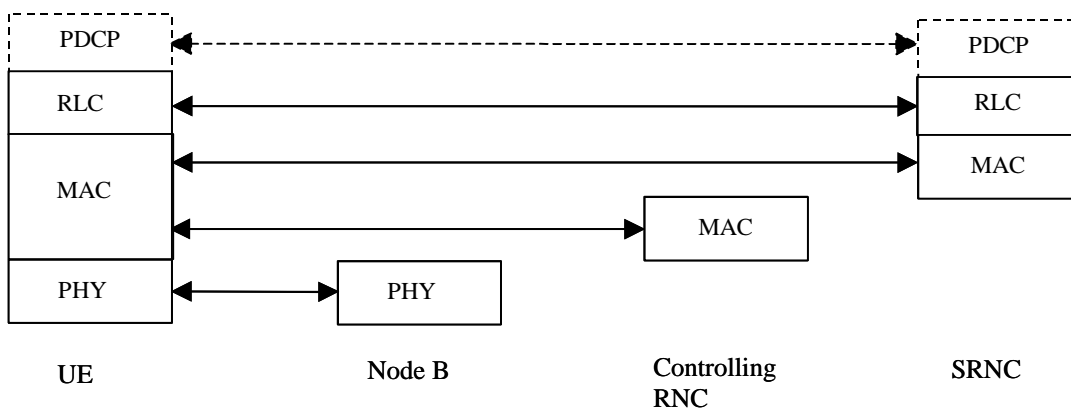 PDCP
PDCP
RLC
RLC
MAC
MAC
MAC
PHY
PHY
UE
Node B
Controlling
RNC
SRNC